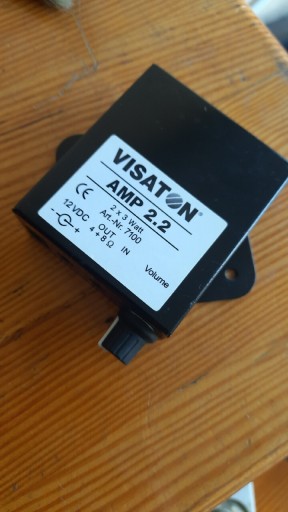 VISATON®
AMP 2.2
2 x 3 Watt
Art.-Nr. 7100
CE
12 VDC
OUT
IN
- +
4 + 8 Ω
Volume